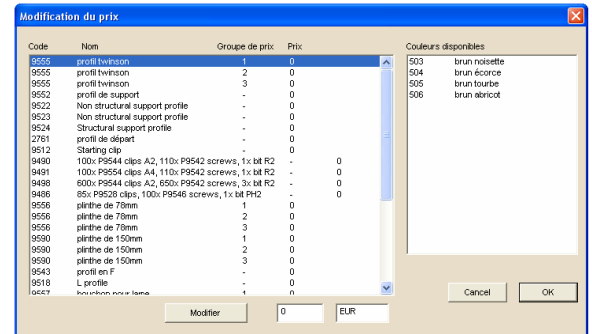 Modification du prix
Code Nom Groupe de prix Prix Couleurs disponibles
9555 profil twinson 1 0
9555 profil twinson 2 0
9555 profil twinson 3 0
9552 profil de support - 0
9522 Non structural support profile - 0
9523 Non structural support profile - 0
9524 Structural support profile - 0
2761 profil de départ - 0
9512 Starting clip - 0
9490 100x P9544 clips A2, 110x P9542 screws, 1x bit R2 - 0
9491 100x P9554 clips A4, 110x P9542 screws, 1x bit R2 - 0
9498 600x P9544 clips A2, 650x P9542 screws, 3x bit R2 - 0
9486 85x P9528 clips, 100x P9546 screws, 1x bit PH2 - 0
9556 plinthe de 78mm 1 0
9556 plinthe de 78mm 2 0
9556 plinthe de 78mm 3 0
9590 plinthe de 150mm 1 0
9590 plinthe de 150mm 2 0
9590 plinthe de 150mm 3 0
9543 profil en F - 0
9518 L profile - 0
9557 bouchon pour lame 1 0
503 brun noisette
504 brun écorce
505 brun tourbe
506 brun abricot
Modifier 0 EUR
Cancel OK